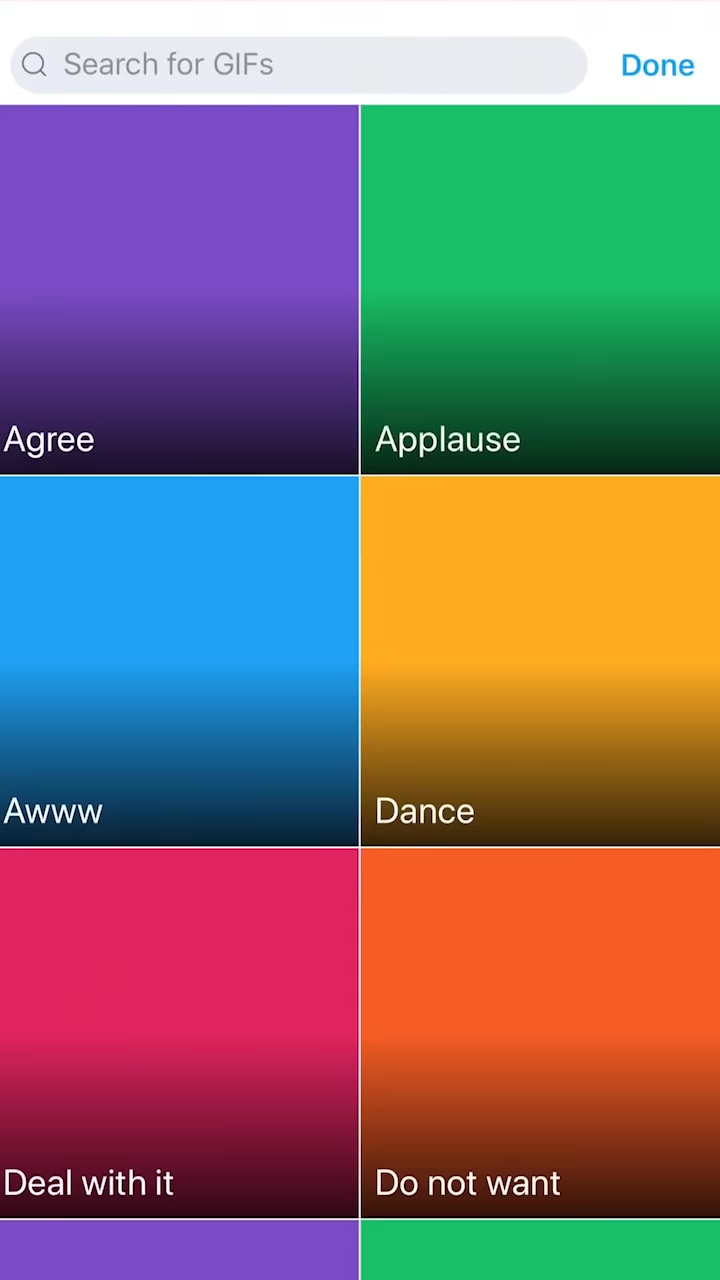 Search for GIFs
Done
Agree
Applause
Awww
Dance
Deal with it
Do not want